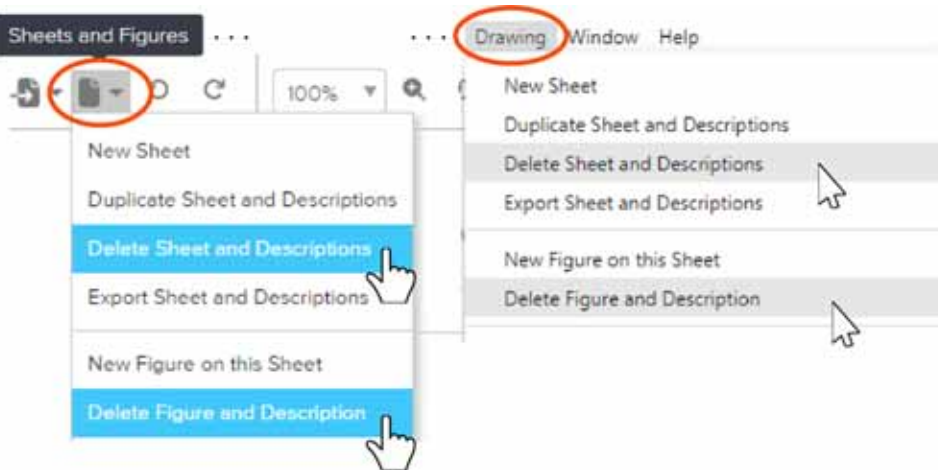 Sheets and Figures ...
100%
New Sheet
Duplicate Sheet and Descriptions
Delete Sheet and Descriptions
Export Sheet and Descriptions
New Figure on this Sheet
Delete Figure and Description
... Drawing Window Help
New Sheet
Duplicate Sheet and Descriptions
Delete Sheet and Descriptions
Export Sheet and Descriptions
New Figure on this Sheet
Delete Figure and Description